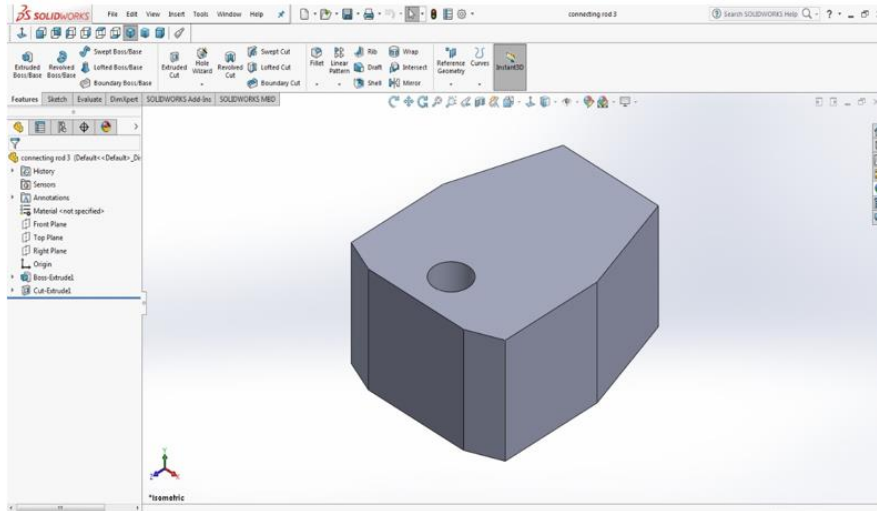 SOLIDWORKS File Edit View Insert Tools Window Help connecting rod 3 Search SOLIDWORKS Help
Extruded Boss/Base
Revolved Boss/Base
Swept Boss/Base
Lofted Boss/Base
Boundary Boss/Base
Extruded Cut
Hole Wizard
Revolved Cut
Swept Cut
Lofted Cut
Boundary Cut
Fillet
Linear Pattern
Rib
Draft
Shell
Wrap
Intersect
Mirror
Reference Geometry
Curves
Instant3D
Features Sketch Evaluate DimXpert SOLIDWORKS Add-Ins SOLIDWORKS MBD
connecting rod 3 (Default<<Default>_Di
History
Sensors
Annotations
Material <not specified>
Front Plane
Top Plane
Right Plane
Origin
Boss-Extrude1
Cut-Extrude1
*Isometric